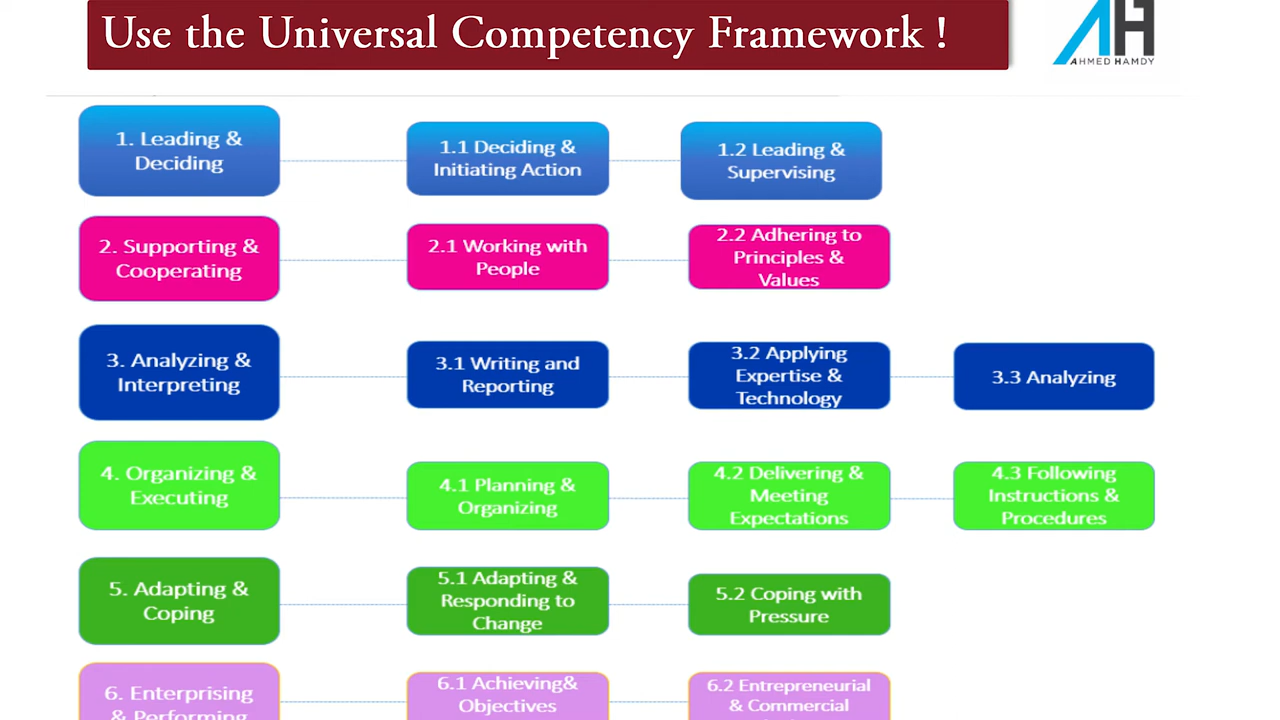 Use the Universal Competency Framework !
AHMED HAMDY
1. Leading &
Deciding
1.1 Deciding &
Initiating Action
1.2 Leading &
Supervising
2. Supporting &
Cooperating
2.1 Working with
People
2.2 Adhering to
Principles &
Values
3. Analyzing &
Interpreting
3.1 Writing and
Reporting
3.2 Applying
Expertise &
Technology
3.3 Analyzing
4. Organizing &
Executing
4.1 Planning &
Organizing
4.2 Delivering &
Meeting
Expectations
4.3 Following
Instructions &
Procedures
5. Adapting &
Coping
5.1 Adapting &
Responding to
Change
5.2 Coping with
Pressure
6. Enterprising
& Performing
6.1 Achieving&
Objectives
6.2 Entrepreneurial
& Commercial